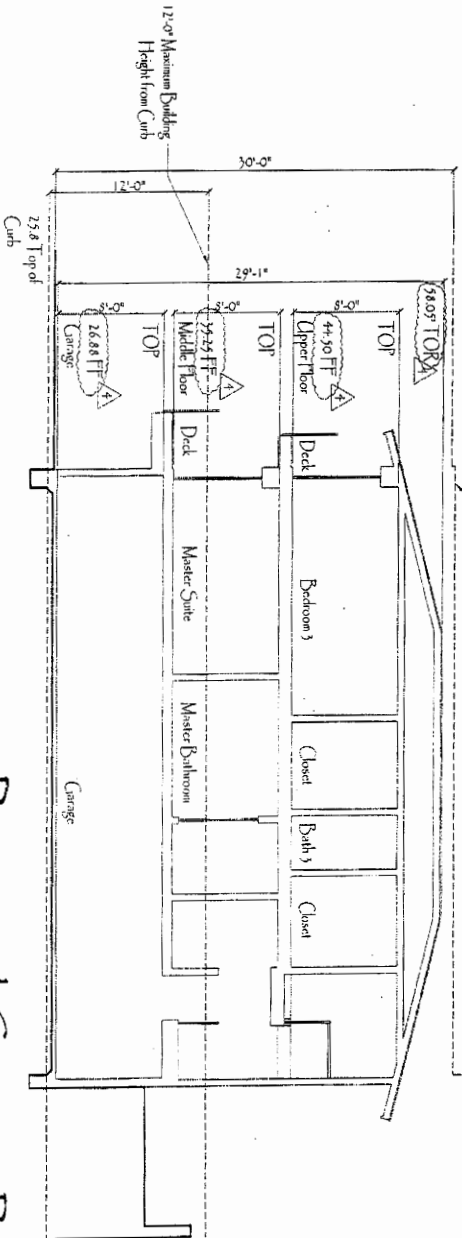 30'-0"
12'-0" Maximum Building
Height from Curb
12'-0"
25.8 Top of
Curb
29'-1"
58.05' TOR
4
8'-0"
8'-0"
8'-0"
TOP
44.50 FF
4
Upper Floor
TOP
4
Middle Floor
TOP
26.88 FF
4
Garage
Deck
Bedroom 3
Closet
Bath 3
Closet
Deck
Master Suite
Master Bathroom
Garage